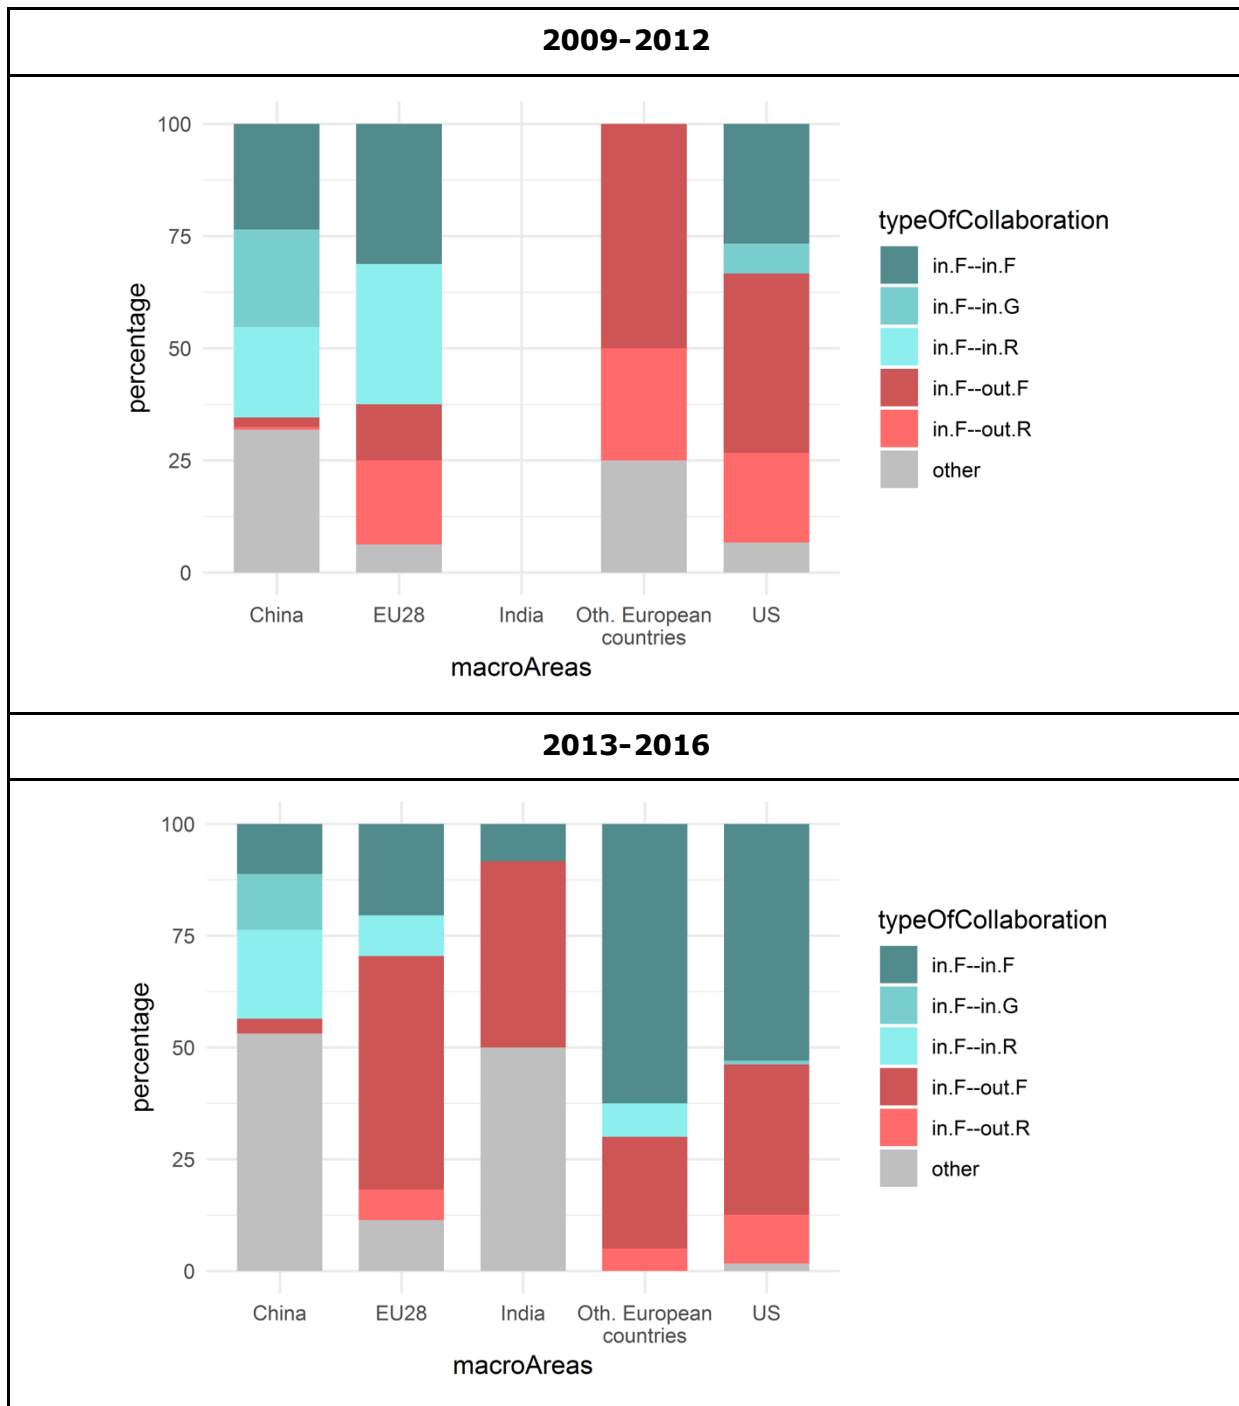 2009-2012
100
75
50
25
0
percentage
China
EU28
India
Oth. European
countries
US
macroAreas
typeOfCollaboration
in.F--in.F
in.F--in.G
in.F--in.R
in.F--out.F
in.F--out.R
other
2013-2016
100
75
50
25
0
percentage
China
EU28
India
Oth. European
countries
US
macroAreas
typeOfCollaboration
in.F--in.F
in.F--in.G
in.F--in.R
in.F--out.F
in.F--out.R
other